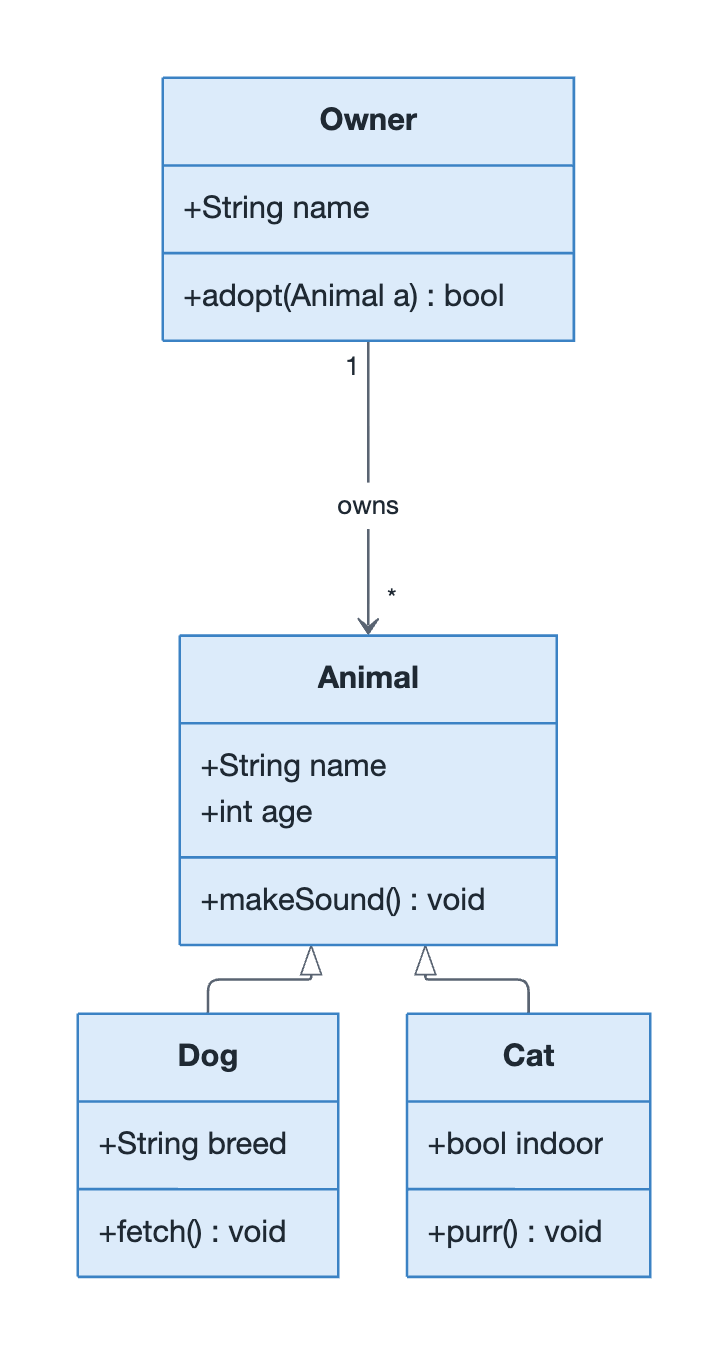 Owner
+String name
+adopt(Animal a) : bool
1
owns
*
Animal
+String name
+int age
+makeSound() : void
Dog
+String breed
+fetch() : void
Cat
+bool indoor
+purr() : void